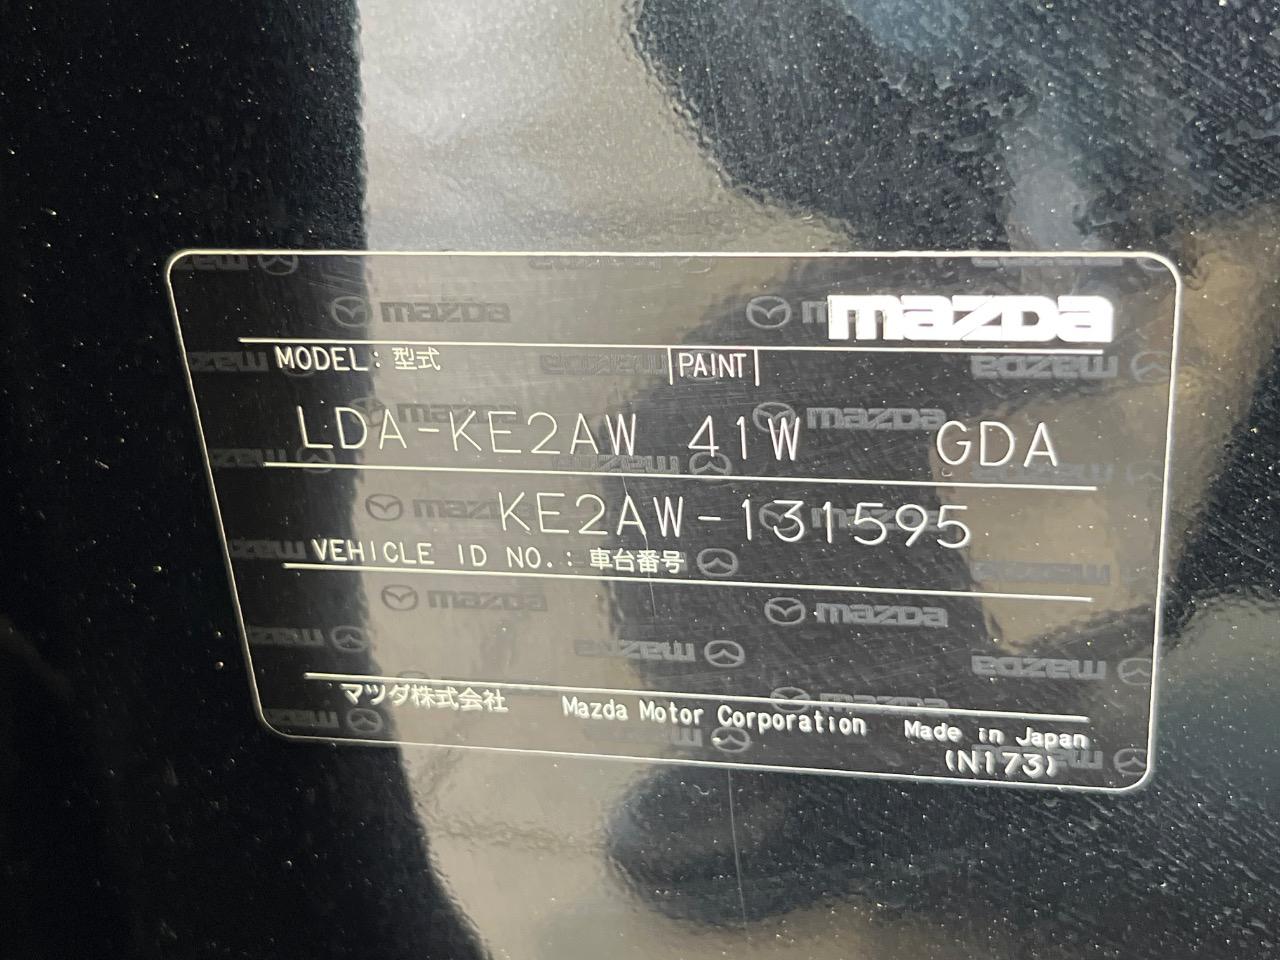 mazda
MODEL: 型式 PAINT
LDA-KE2AW 41W GDA
KE2AW-131595
VEHICLE ID NO.: 車台番号
マツダ株式会社 Mazda Motor Corporation Made in Japan
(N173)